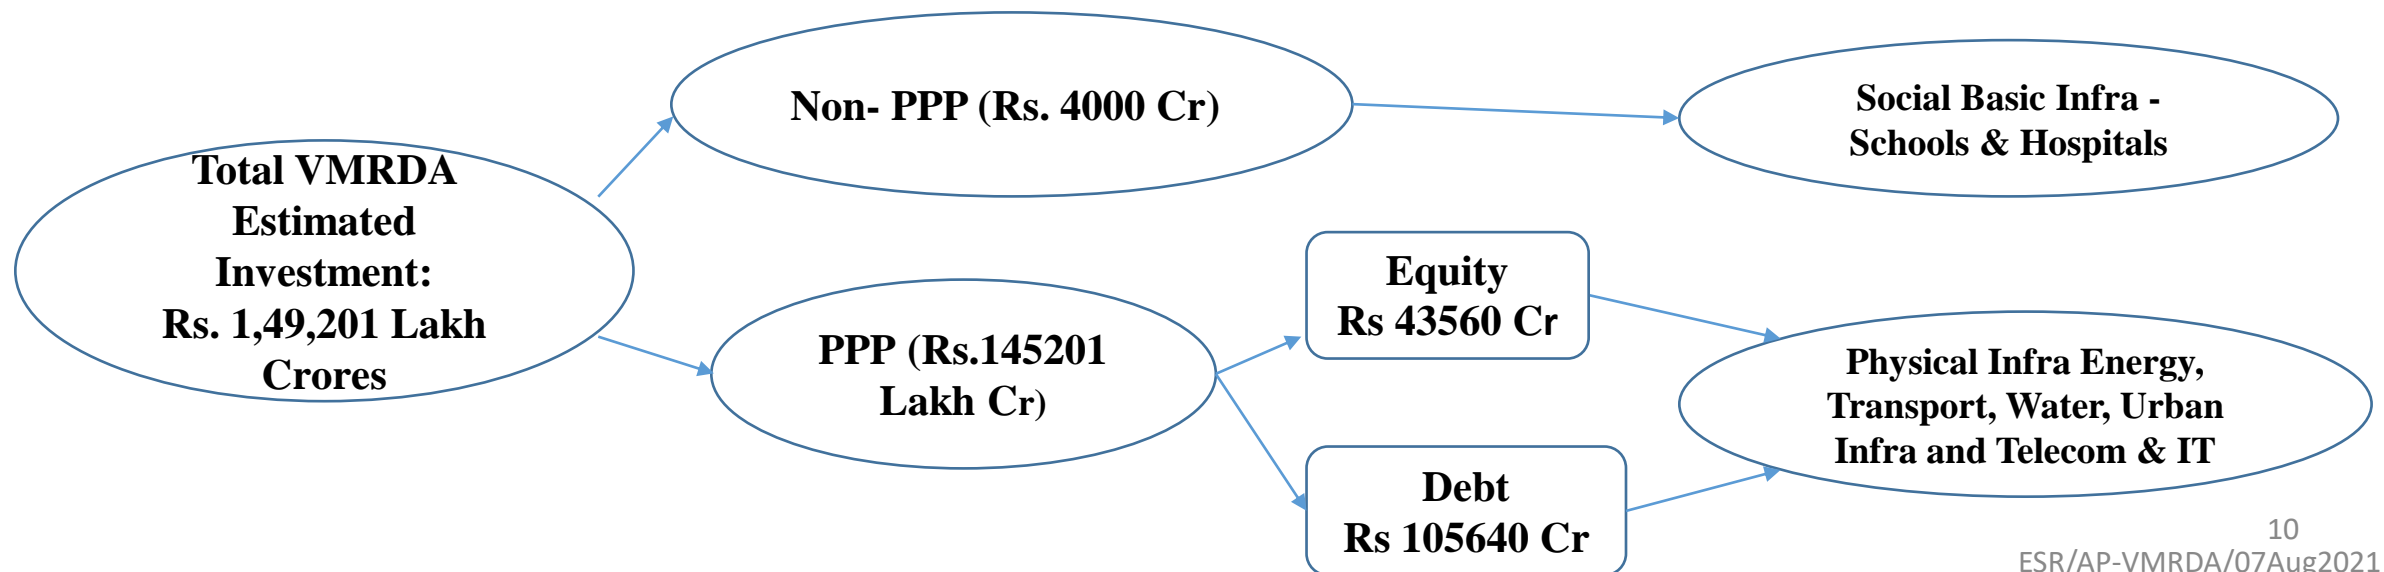 Total VMRDA
Estimated
Investment:
Rs. 1,49,201 Lakh
Crores
Non- PPP (Rs. 4000 Cr)
Social Basic Infra -
Schools & Hospitals
PPP (Rs.145201
Lakh Cr)
Equity
Rs 43560 Cr
Debt
Rs 105640 Cr
Physical Infra Energy,
Transport, Water, Urban
Infra and Telecom & IT
10
ESR/AP-VMRDA/07Aug2021